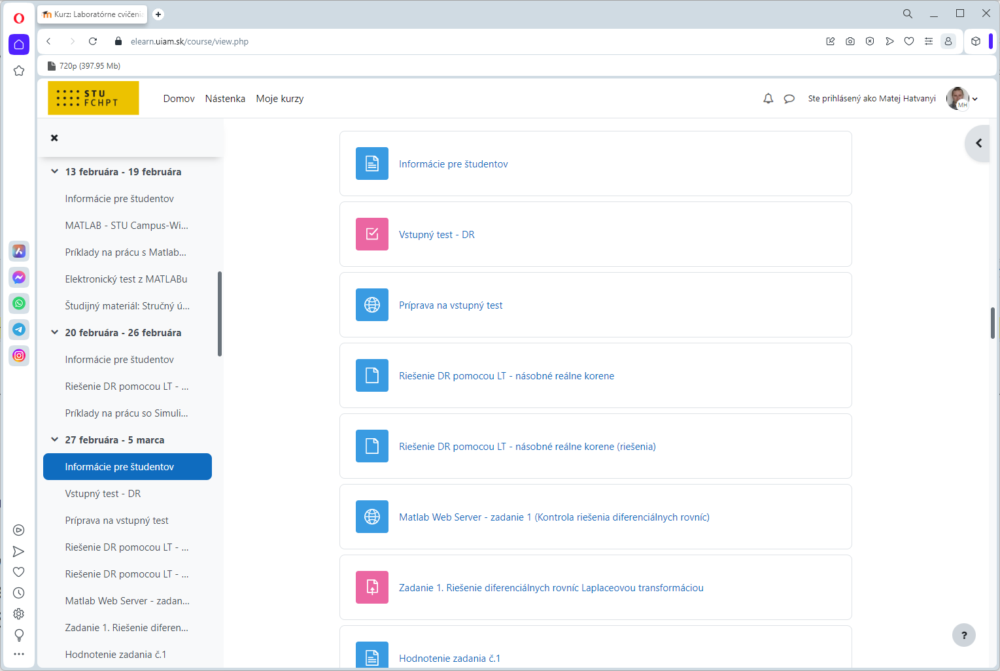 Kurz: Laboratórne cvičenia
elearn.uiam.sk/course/view.php
720p (397.95 Mb)
STU
FCHPT
Domov
Nástenka
Moje kurzy
Ste prihlásený ako Matej Hatvanyi
MH
13 februára - 19 februára
Informácie pre študentov
MATLAB - STU Campus-Wi...
Príklady na prácu s Matlab...
Elektronický test z MATLABu
Študijný materiál: Stručný ú...
20 februára - 26 februára
Informácie pre študentov
Riešenie DR pomocou LT - ...
Príklady na prácu so Simuli...
27 februára - 5 marca
Informácie pre študentov
Vstupný test - DR
Príprava na vstupný test
Riešenie DR pomocou LT - ...
Riešenie DR pomocou LT - ...
Matlab Web Server - zadan...
Zadanie 1. Riešenie diferen...
Hodnotenie zadania č.1
Informácie pre študentov
Vstupný test - DR
Príprava na vstupný test
Riešenie DR pomocou LT - násobné reálne korene
Riešenie DR pomocou LT - násobné reálne korene (riešenia)
Matlab Web Server - zadanie 1 (Kontrola riešenia diferenciálnych rovníc)
Zadanie 1. Riešenie diferenciálnych rovníc Laplaceovou transformáciou
Hodnotenie zadania č.1
?